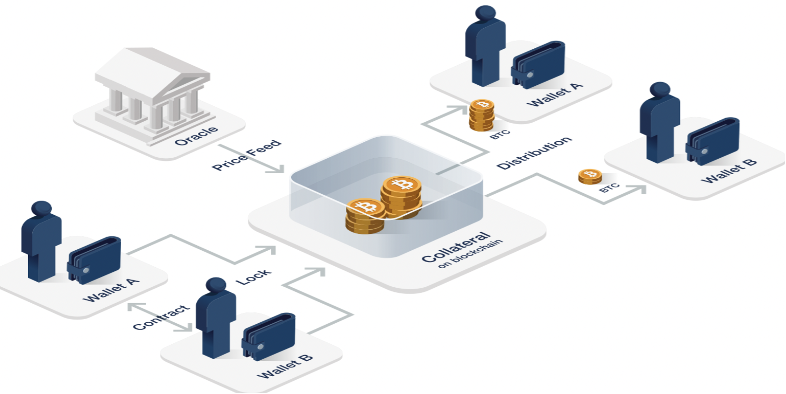 Wallet A
BTC
Oracle
Price Feed
Distribution
Wallet B
BTC
Collateral
on blockchain
Lock
Wallet A
Contract
Wallet B